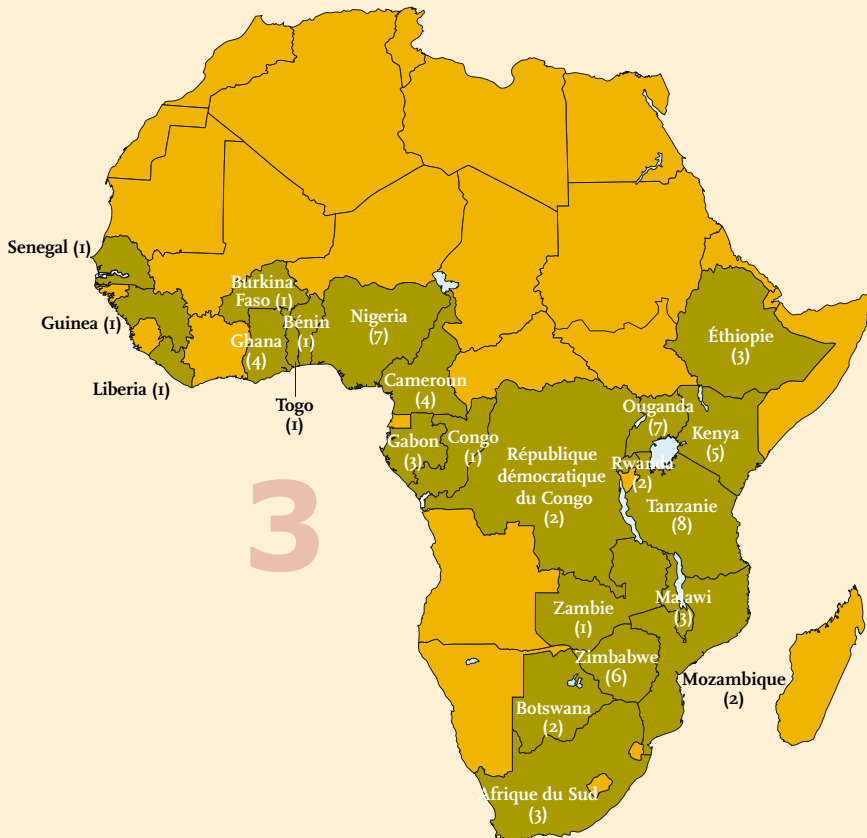 Senegal (1)
Burkina
Faso (1)
Guinea (1)
Ghana
(4)
Bénin
(1)
Nigeria
(7)
Éthiopie
(3)
Liberia (1)
Togo
(1)
Cameroun
(4)
Gabon
(3)
Congo
(1)
République
démocratique
du Congo
(2)
Ouganda
(7)
Kenya
(5)
Rwanda
(2)
Tanzanie
(8)
3
Zambie
(1)
Malawi
(3)
Zimbabwe
(6)
Mozambique
(2)
Botswana
(2)
Afrique du Sud
(3)